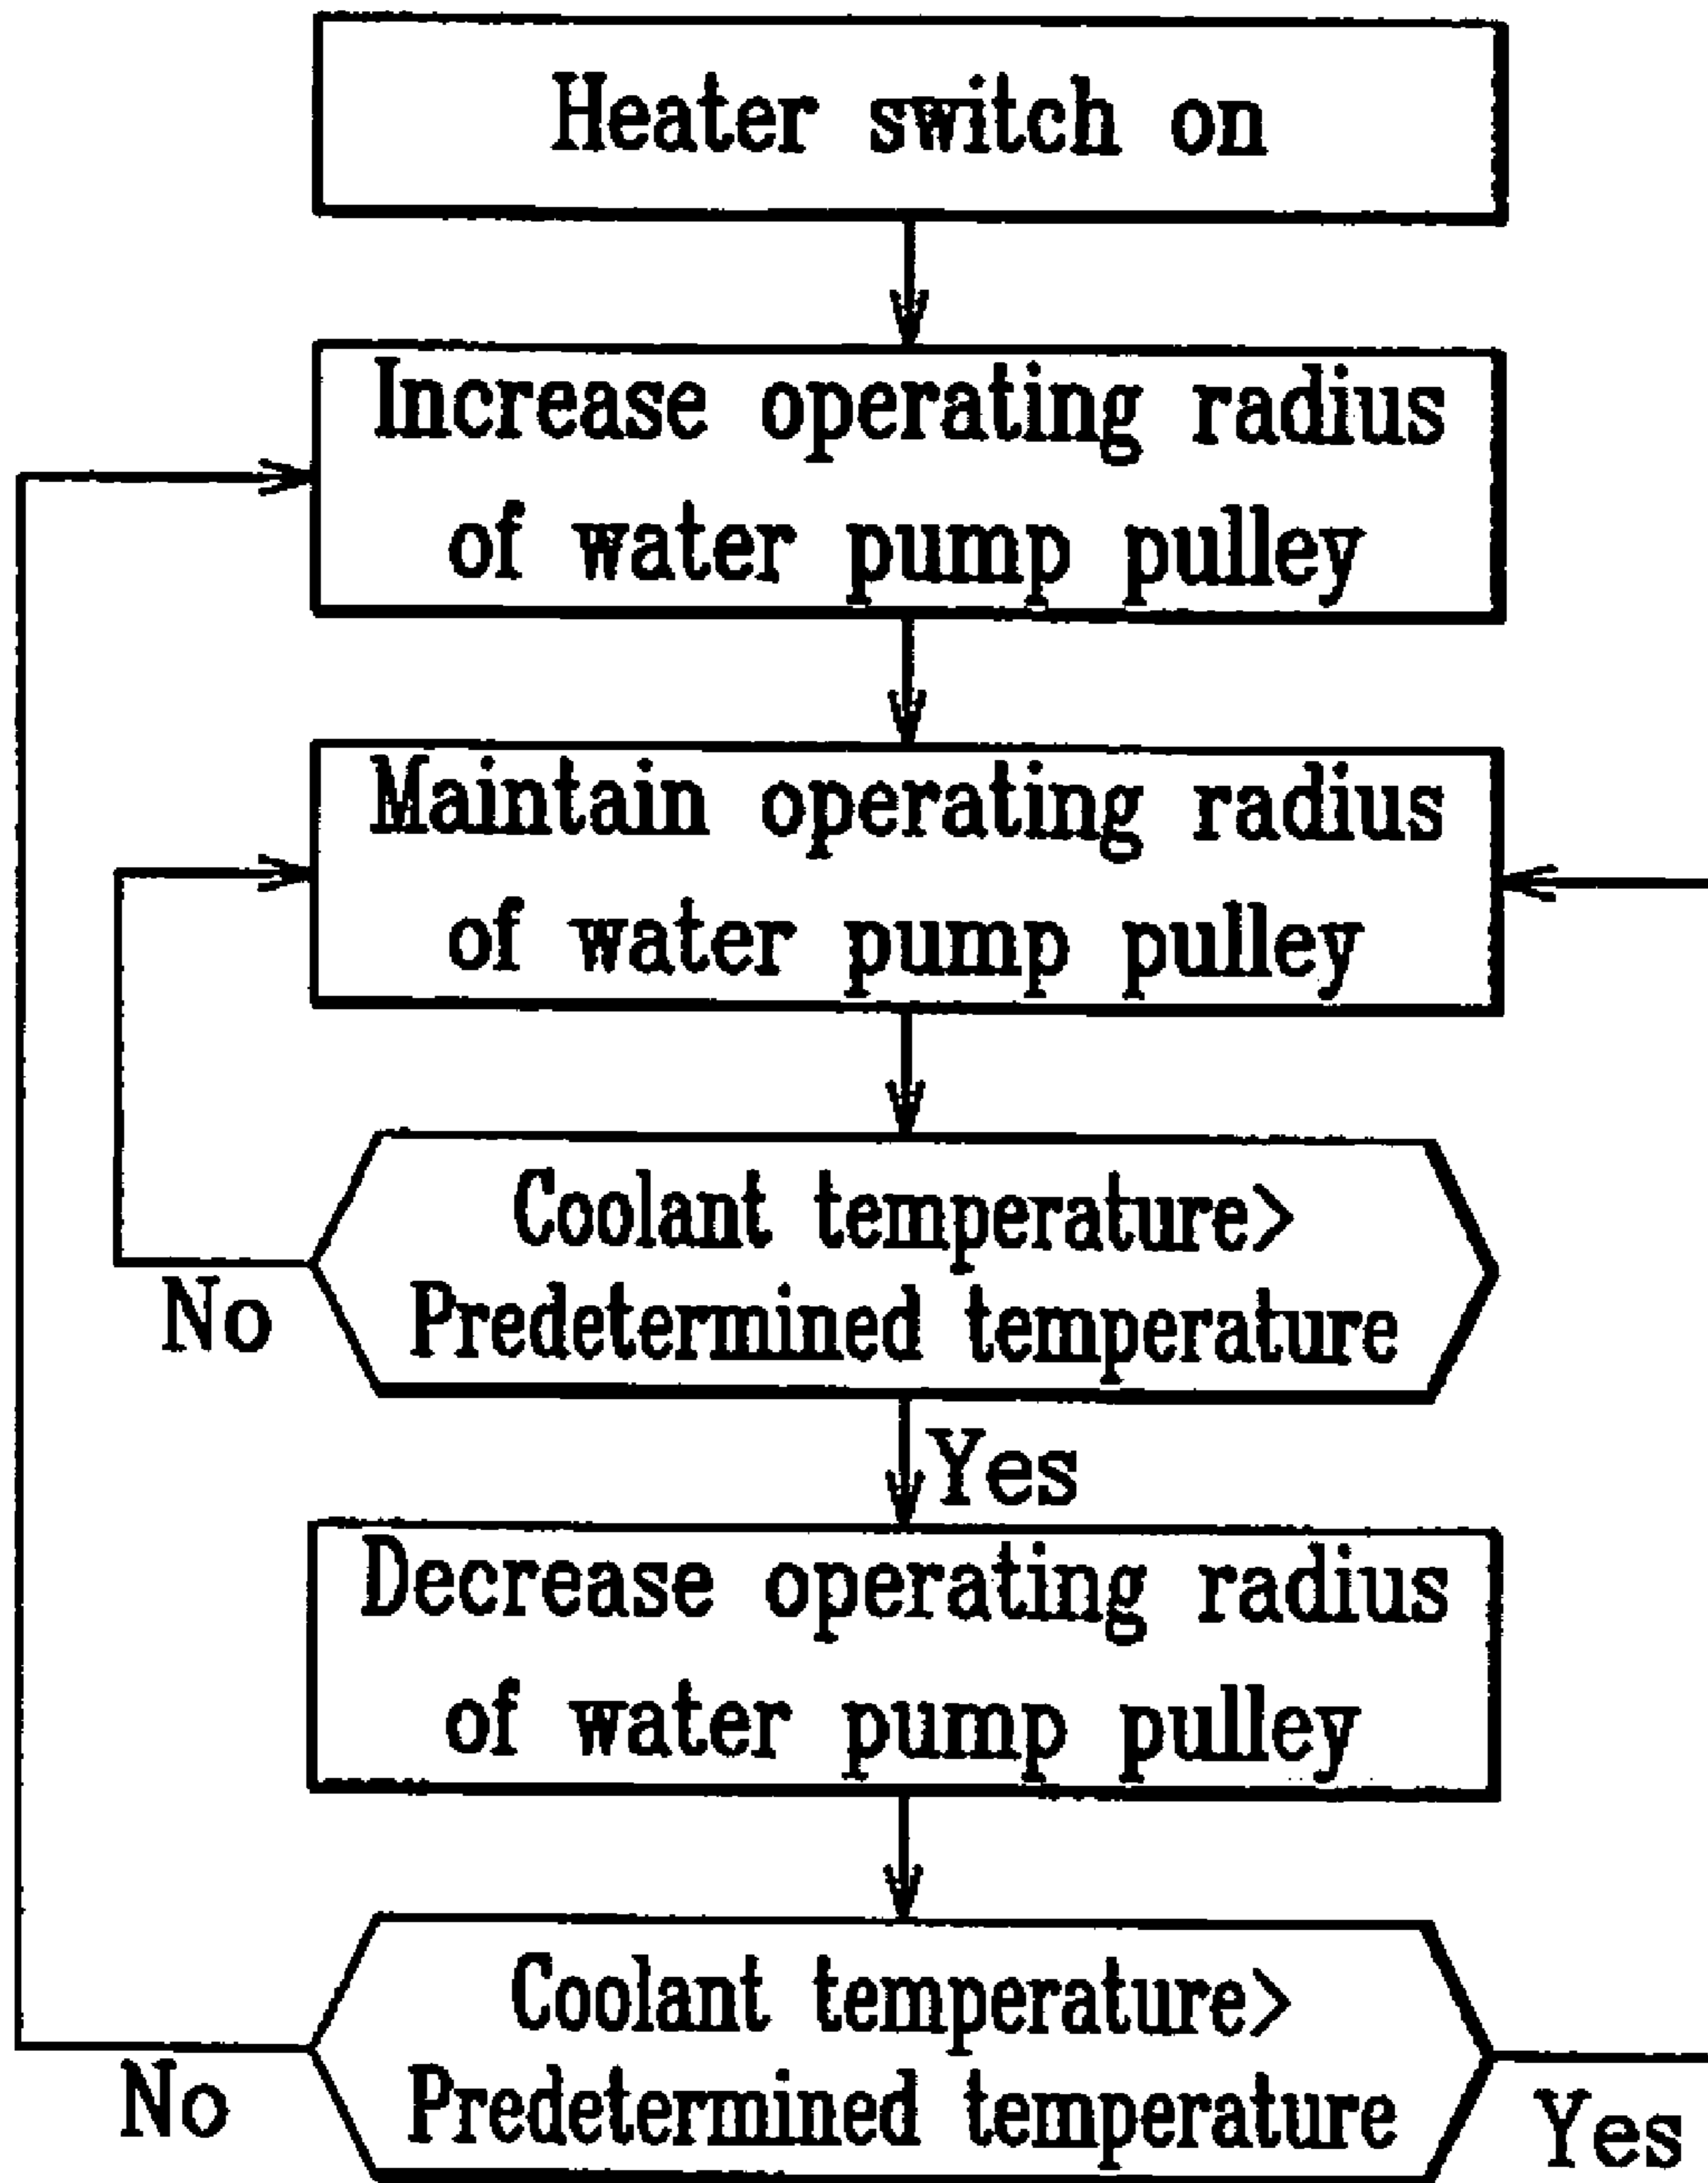 Heater switch on
Increase operating radius
of water pump pulley
Maintain operating radius
of water pump pulley
Coolant temperature>
Predetermined temperature
No
Yes
Decrease operating radius
of water pump pulley
Coolant temperature>
Predetermined temperature
No
Yes